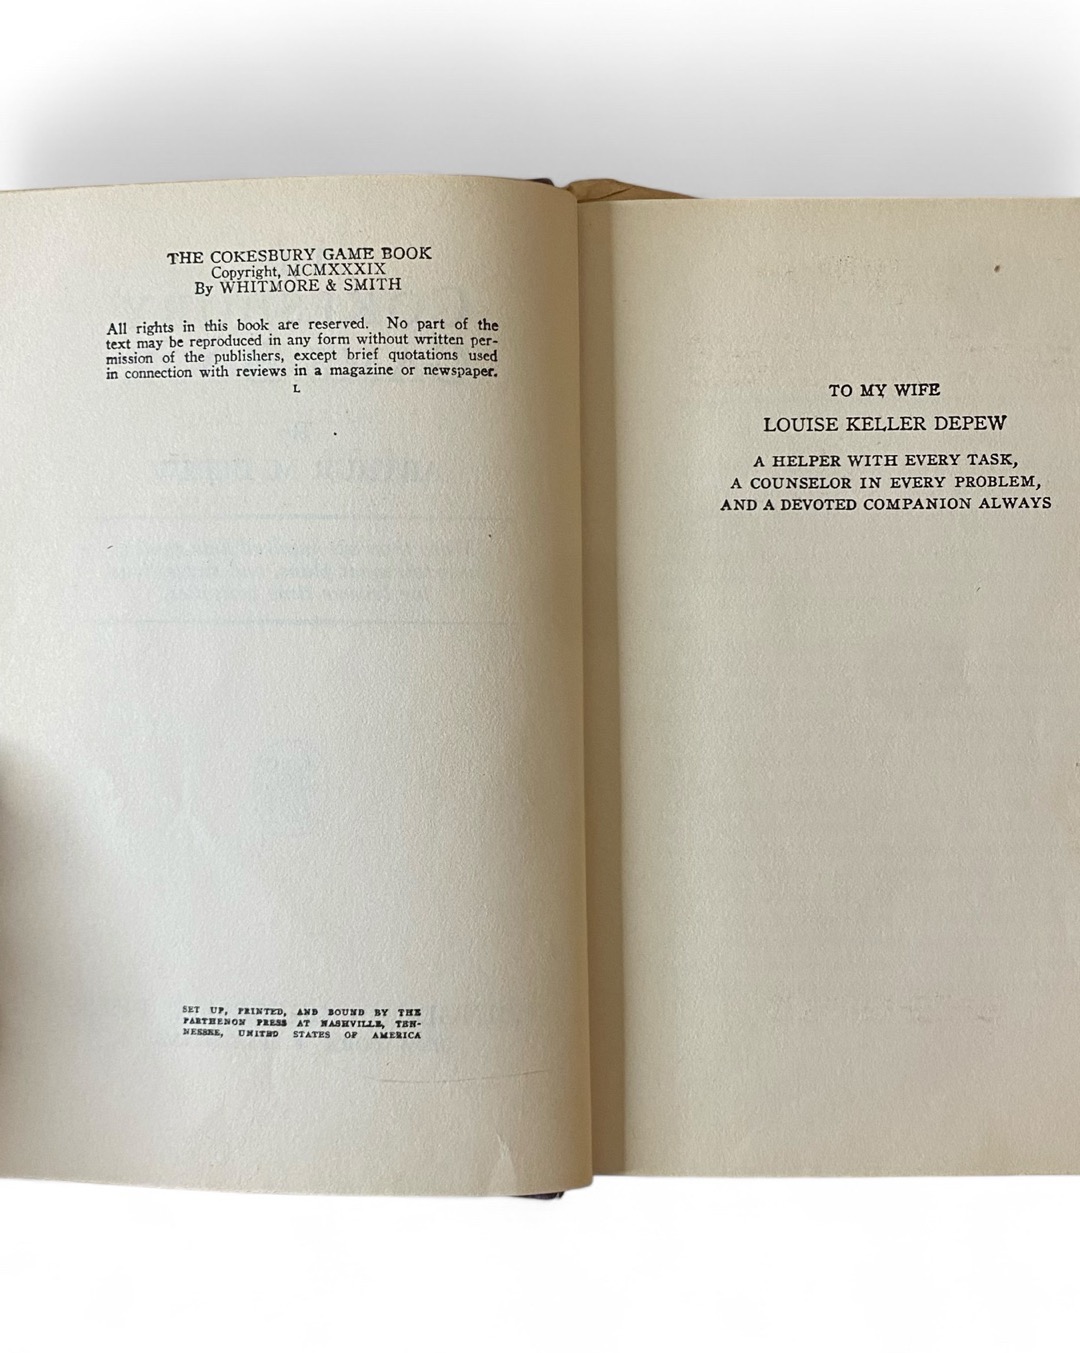 THE COKESBURY GAME BOOK
Copyright, MCMXXXIX
By WHITMORE & SMITH
All rights in this book are reserved. No part of the
text may be reproduced in any form without written per-
mission of the publishers, except brief quotations used
in connection with reviews in a magazine or newspaper.
L
SET UP, PRINTED, AND BOUND BY THE
PARTHENON PRESS AT NASHVILLE, TEN-
NESSEE, UNITED STATES OF AMERICA
TO MY WIFE
LOUISE KELLER DEPEW
A HELPER WITH EVERY TASK,
A COUNSELOR IN EVERY PROBLEM,
AND A DEVOTED COMPANION ALWAYS